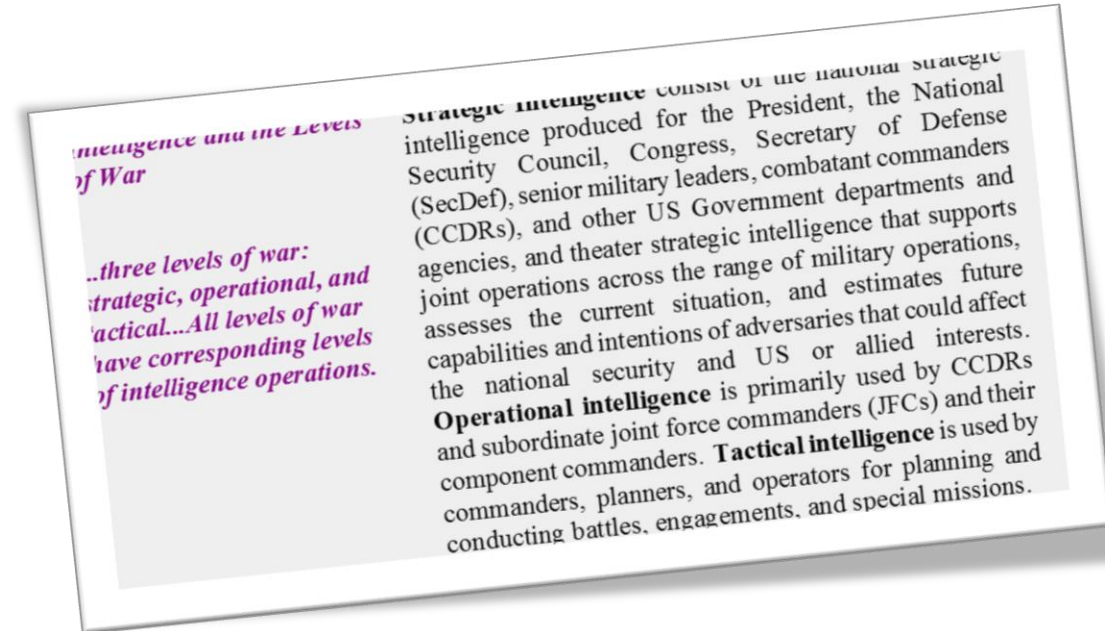 Intelligence and the Levels
of War
...three levels of war:
strategic, operational, and
tactical...All levels of war
have corresponding levels
of intelligence operations.
Strategic Intelligence consist of the national strategic
intelligence produced for the President, the National
Security Council, Congress, Secretary of Defense
(SecDef), senior military leaders, combatant commanders
(CCDRs), and other US Government departments and
agencies, and theater strategic intelligence that supports
joint operations across the range of military operations,
assesses the current situation, and estimates future
capabilities and intentions of adversaries that could affect
the national security and US or allied interests.
Operational intelligence is primarily used by CCDRs
and subordinate joint force commanders (JFCs) and their
component commanders. Tactical intelligence is used by
commanders, planners, and operators for planning and
conducting battles, engagements, and special missions.